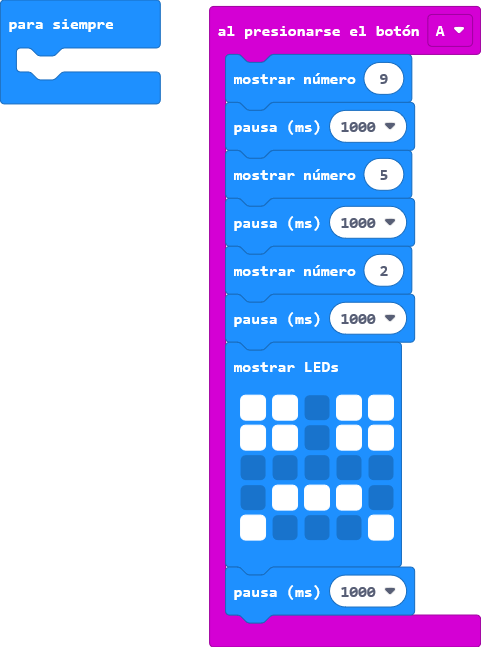 para siempre
al presionarse el botón A
mostrar número 9
pausa (ms) 1000
mostrar número 5
pausa (ms) 1000
mostrar número 2
pausa (ms) 1000
mostrar LEDs
pausa (ms) 1000